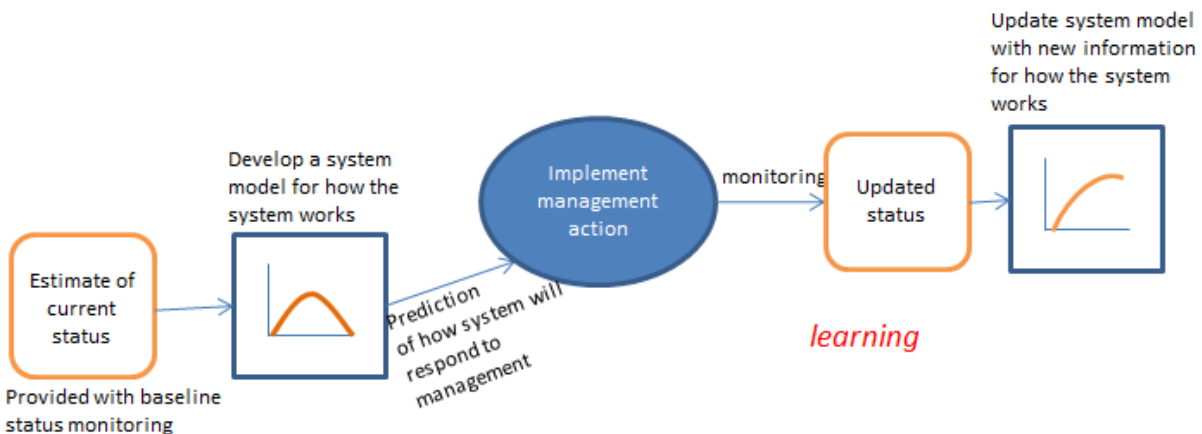 Estimate of
current
status
Provided with baseline
status monitoring
Develop a system
model for how the
system works
Prediction
of how system will
respond to
management
Implement
management
action
monitoring
Updated
status
Update system model
with new information
for how the system
works
learning